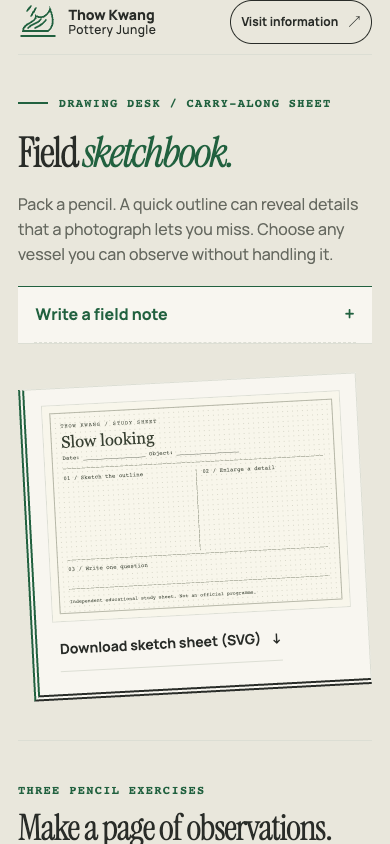 Thow Kwang
Pottery Jungle
Visit information ↗
DRAWING DESK / CARRY-ALONG SHEET
Field sketchbook.
Pack a pencil. A quick outline can reveal details
that a photograph lets you miss. Choose any
vessel you can observe without handling it.
Write a field note +
THOW KWANG / STUDY SHEET
Slow looking
Date: ____________________ Object: ____________________
01 / Sketch the outline
02 / Enlarge a detail
03 / Write one question
Independent educational study sheet. Not an official programme.
Download sketch sheet (SVG) ↓
THREE PENCIL EXERCISES
Make a page of observations.